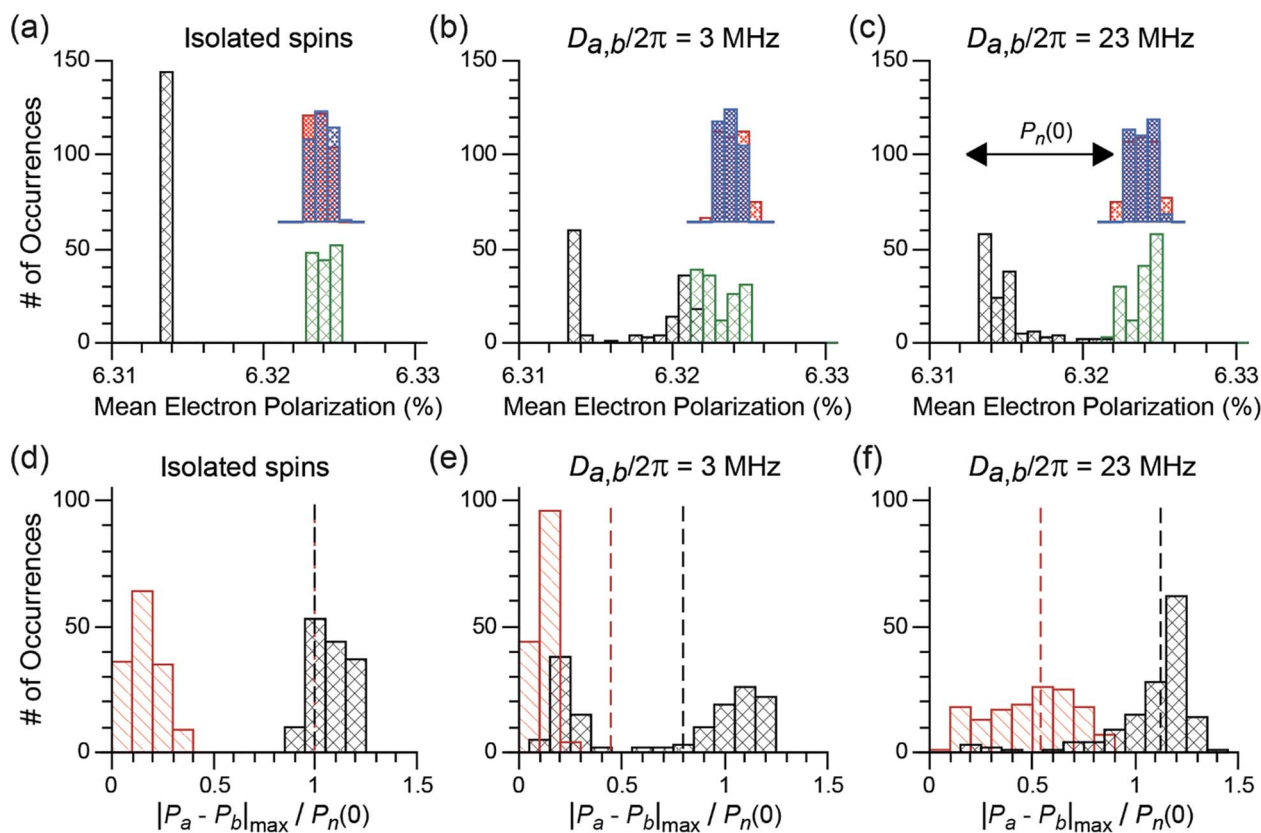 (a) Isolated spins
(b) Da,b/2π = 3 MHz
(c) Da,b/2π = 23 MHz
# of Occurrences
150
100
50
0
6.31 6.32 6.33
Mean Electron Polarization (%)
150
100
50
0
6.31 6.32 6.33
Mean Electron Polarization (%)
Pn(0)
150
100
50
0
6.31 6.32 6.33
Mean Electron Polarization (%)
(d) Isolated spins
(e) Da,b/2π = 3 MHz
(f) Da,b/2π = 23 MHz
# of Occurrences
100
50
0
0 0.5 1 1.5
|Pa - Pb|max / Pn(0)
100
50
0
0 0.5 1 1.5
|Pa - Pb|max / Pn(0)
100
50
0
0 0.5 1 1.5
|Pa - Pb|max / Pn(0)